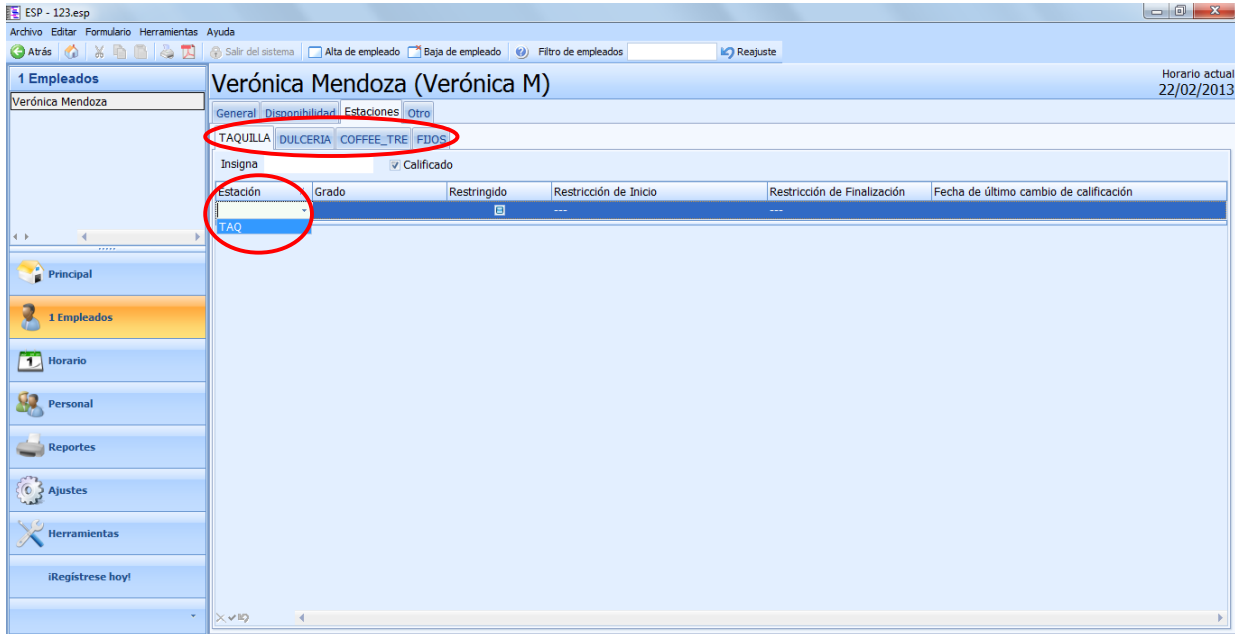 ESP - 123.esp
Archivo Editar Formulario Herramientas Ayuda
Atrás Salir del sistema Alta de empleado Baja de empleado Filtro de empleados Reajuste
1 Empleados
Verónica Mendoza
Verónica Mendoza (Verónica M)
Horario actual
22/02/2013
General Disponibilidad Estaciones Otro
TAQUILLA DULCERIA COFFEE_TRE FIJOS
Insigna Calificado
Estación Grado Restringido Restricción de Inicio Restricción de Finalización Fecha de último cambio de calificación
--- ---
TAQ
Principal
1 Empleados
1 Horario
Personal
Reportes
Ajustes
Herramientas
¡Regístrese hoy!